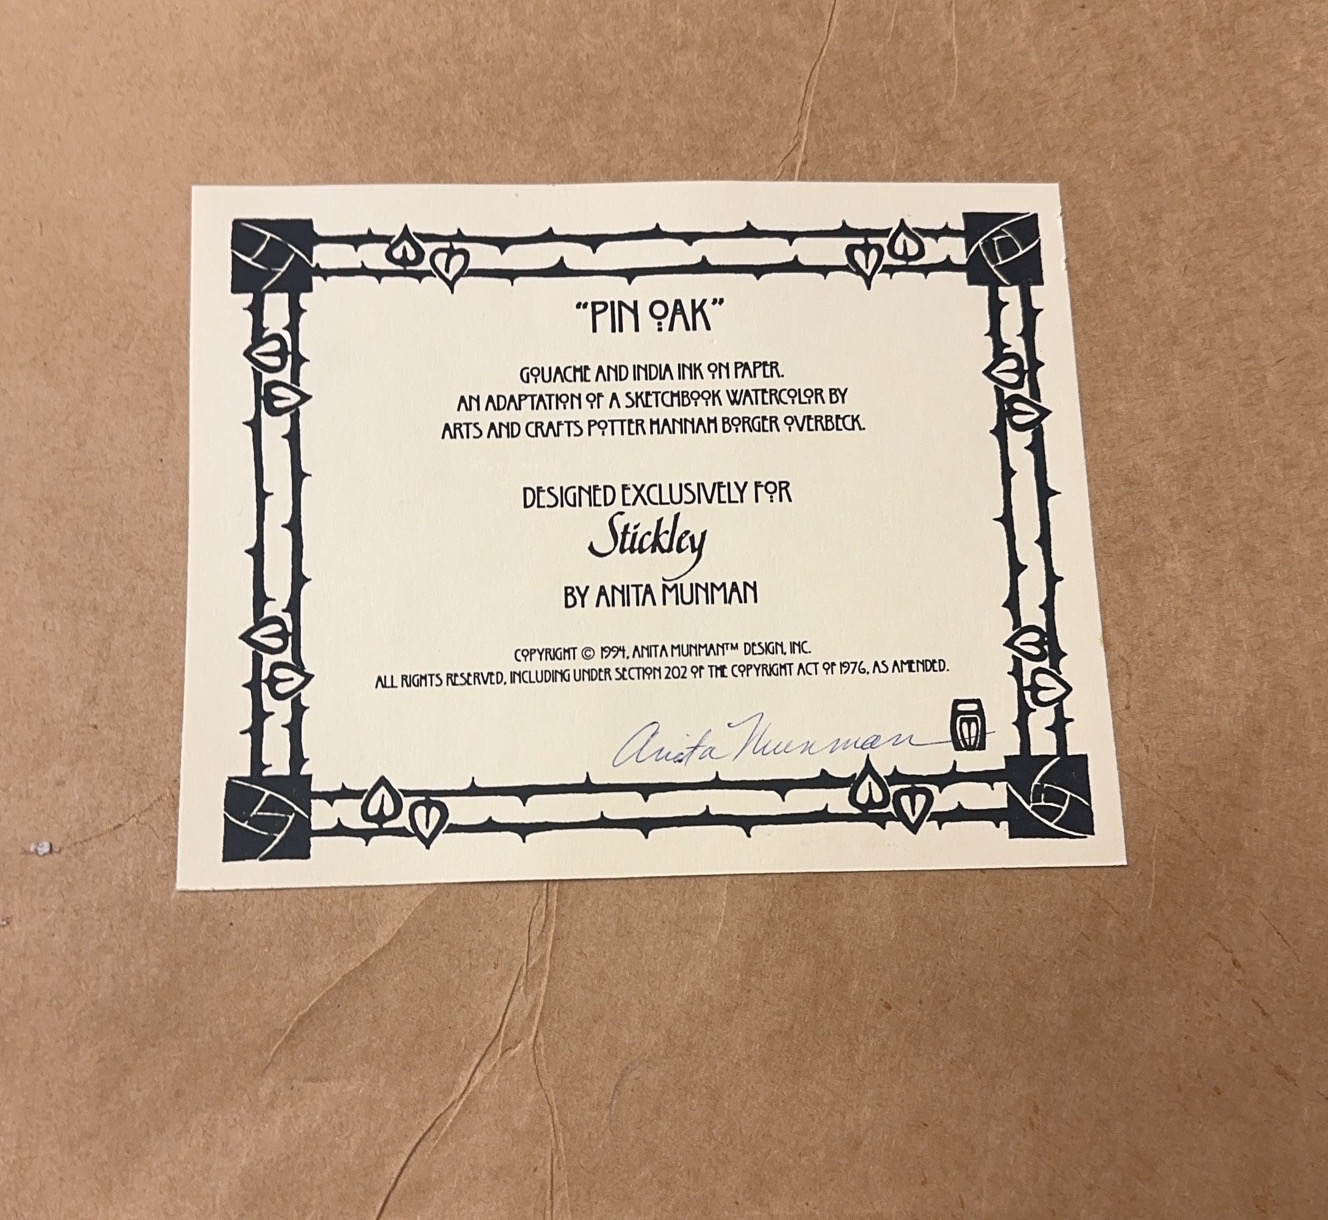 "PIN OAK"
GOUACHE AND INDIA INK ON PAPER.
AN ADAPTATION OF A SKETCHBOOK WATERCOLOR BY
ARTS AND CRAFTS POTTER HANNAH BORGER OVERBECK.
DESIGNED EXCLUSIVELY FOR
Stickley
BY ANITA MUNMAN
COPYRIGHT © 1994, ANITA MUNMAN™ DESIGN, INC.
ALL RIGHTS RESERVED, INCLUDING UNDER SECTION 202 OF THE COPYRIGHT ACT OF 1976, AS AMENDED.
Anita Munman